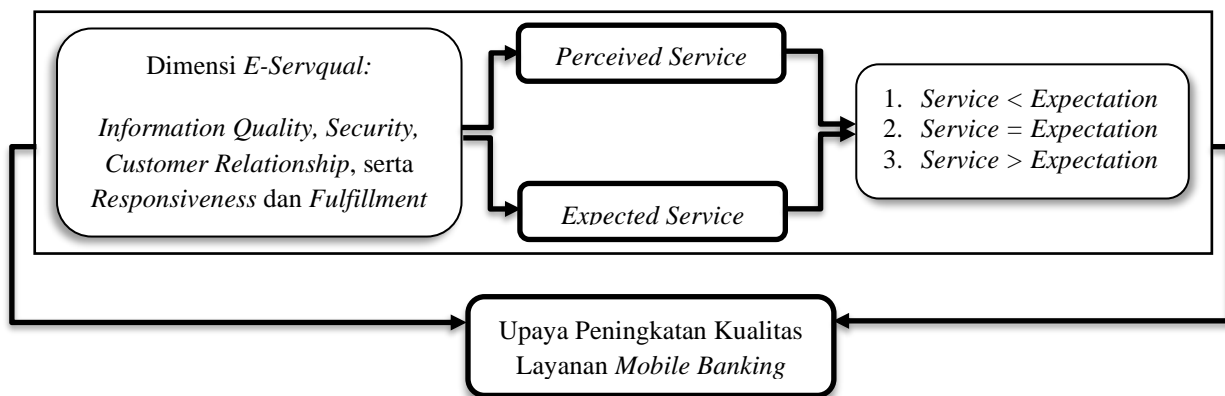 Dimensi E-Servqual:
Information Quality, Security,
Customer Relationship, serta
Responsiveness dan Fulfillment
Perceived Service
Expected Service
1. Service < Expectation
2. Service = Expectation
3. Service > Expectation
Upaya Peningkatan Kualitas
Layanan Mobile Banking